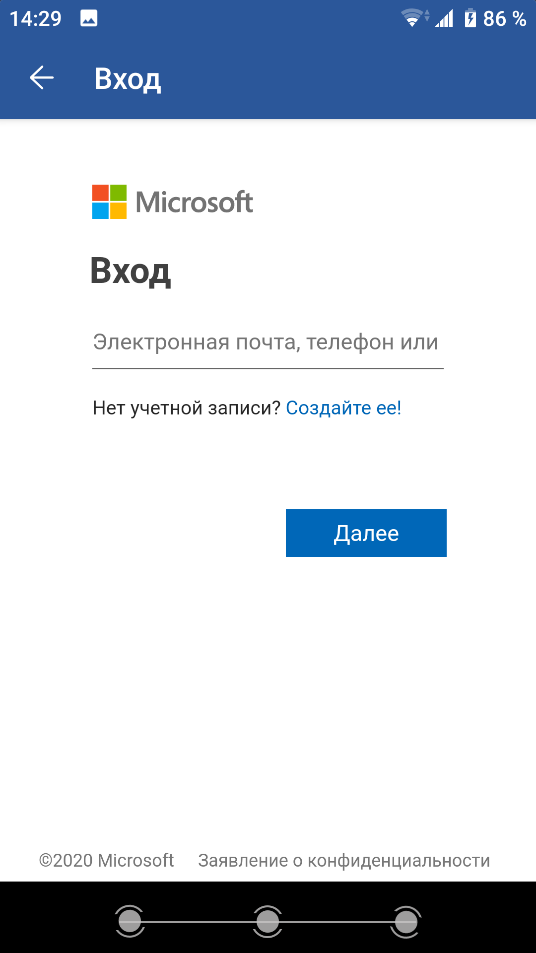 14:29 86 %
Вход
Microsoft
Вход
Электронная почта, телефон или
Нет учетной записи? Создайте ее!
Далее
©2020 Microsoft Заявление о конфиденциальности